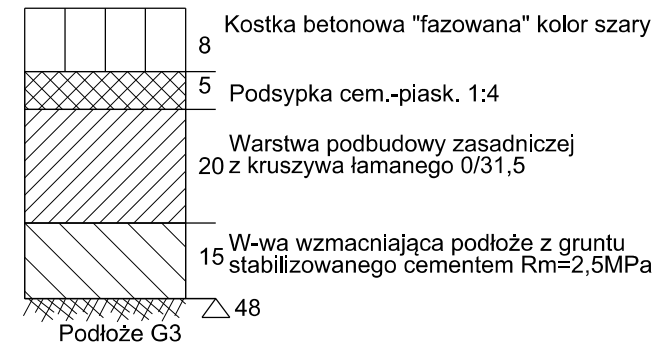 8 Kostka betonowa "fazowana" kolor szary
5 Podsypka cem.-piask. 1:4
Warstwa podbudowy zasadniczej
20 z kruszywa łamanego 0/31,5
15 W-wa wzmacniająca podłoże z gruntu
stabilizowanego cementem Rm=2,5MPa
48
Podłoże G3